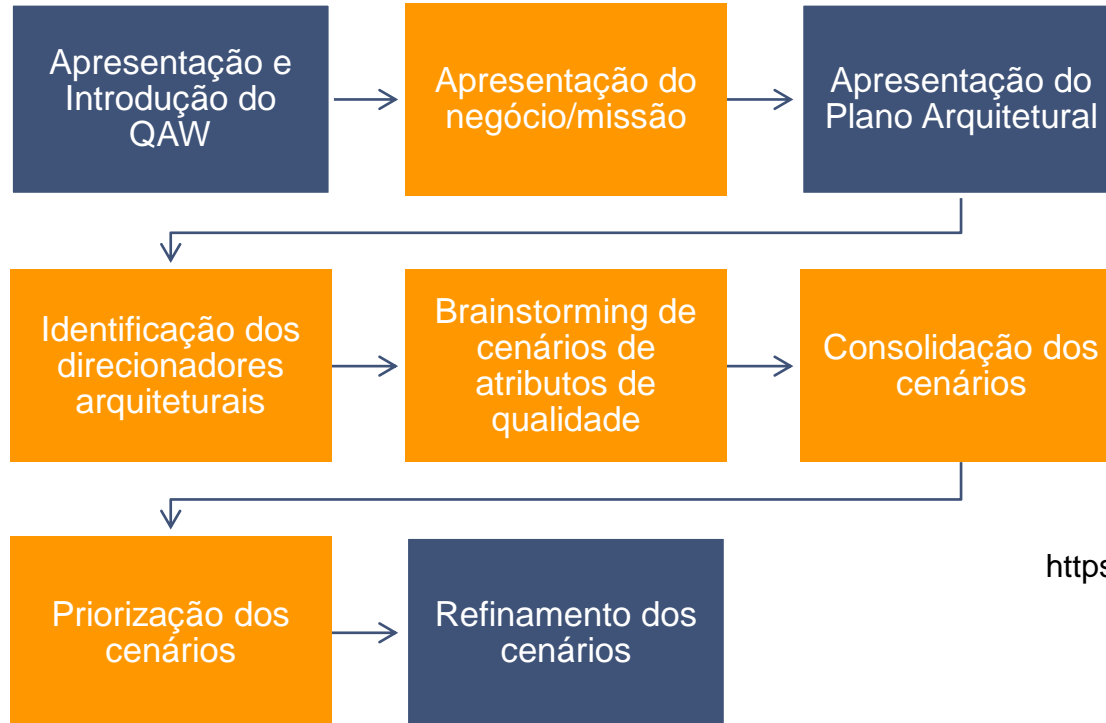 Apresentação e
Introdução do
QAW
Apresentação do
negócio/missão
Apresentação do
Plano Arquitetural
Identificação dos
direcionadores
arquiteturais
Brainstorming de
cenários de
atributos de
qualidade
Consolidação dos
cenários
Priorização dos
cenários
Refinamento dos
cenários
https